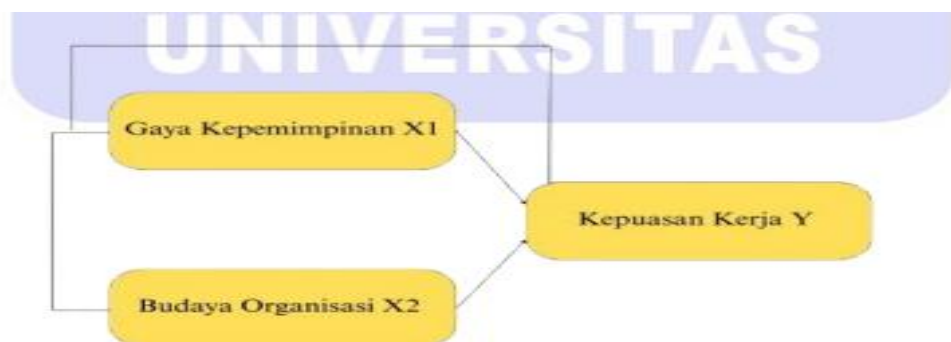 UNIVERSITAS
Gaya Kepemimpinan X1
Kepuasan Kerja Y
Budaya Organisasi X2